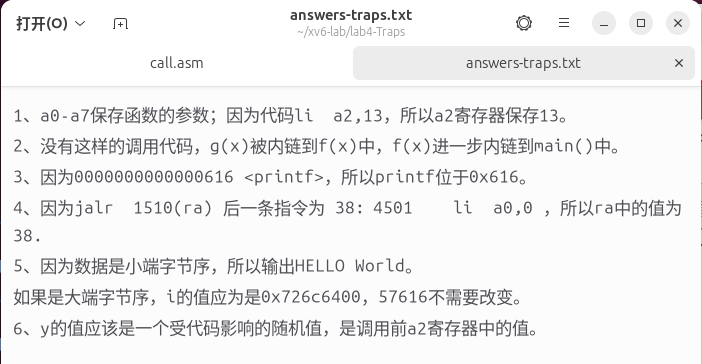 打开(O)
answers-traps.txt
~/xv6-lab/lab4-Traps
call.asm
answers-traps.txt
1、a0-a7保存函数的参数；因为代码li  a2,13，所以a2寄存器保存13。
2、没有这样的调用代码，g(x)被内链到f(x)中，f(x)进一步内链到main()中。
3、因为0000000000000616 <printf>，所以printf位于0x616。
4、因为jalr  1510(ra) 后一条指令为 38: 4501    li  a0,0 ，所以ra中的值为
38.
5、因为数据是小端字节序，所以输出HELLO World。
如果是大端字节序，i的值应为是0x726c6400，57616不需要改变。
6、y的值应该是一个受代码影响的随机值，是调用前a2寄存器中的值。